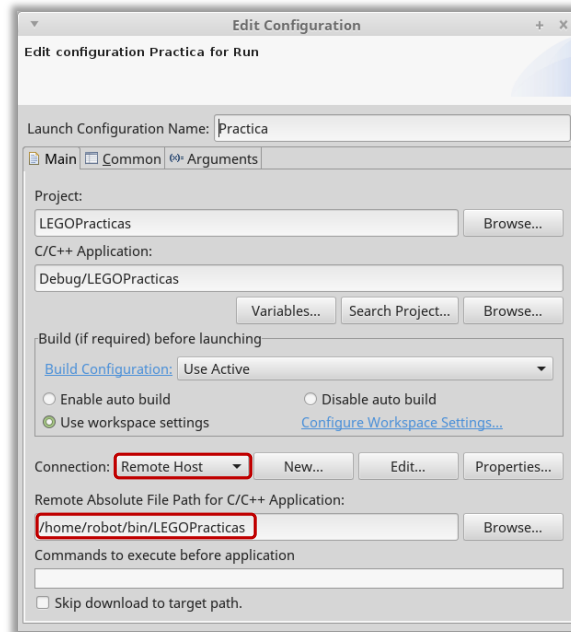 Edit Configuration
Edit configuration Practica for Run
Launch Configuration Name: Practica
Main Common (x)= Arguments
Project:
LEGOPracticas Browse...
C/C++ Application:
Debug/LEGOPracticas
Variables... Search Project... Browse...
Build (if required) before launching
Build Configuration: Use Active
Enable auto build Disable auto build
Use workspace settings Configure Workspace Settings...
Connection: Remote Host New... Edit... Properties...
Remote Absolute File Path for C/C++ Application:
/home/robot/bin/LEGOPracticas Browse...
Commands to execute before application
Skip download to target path.